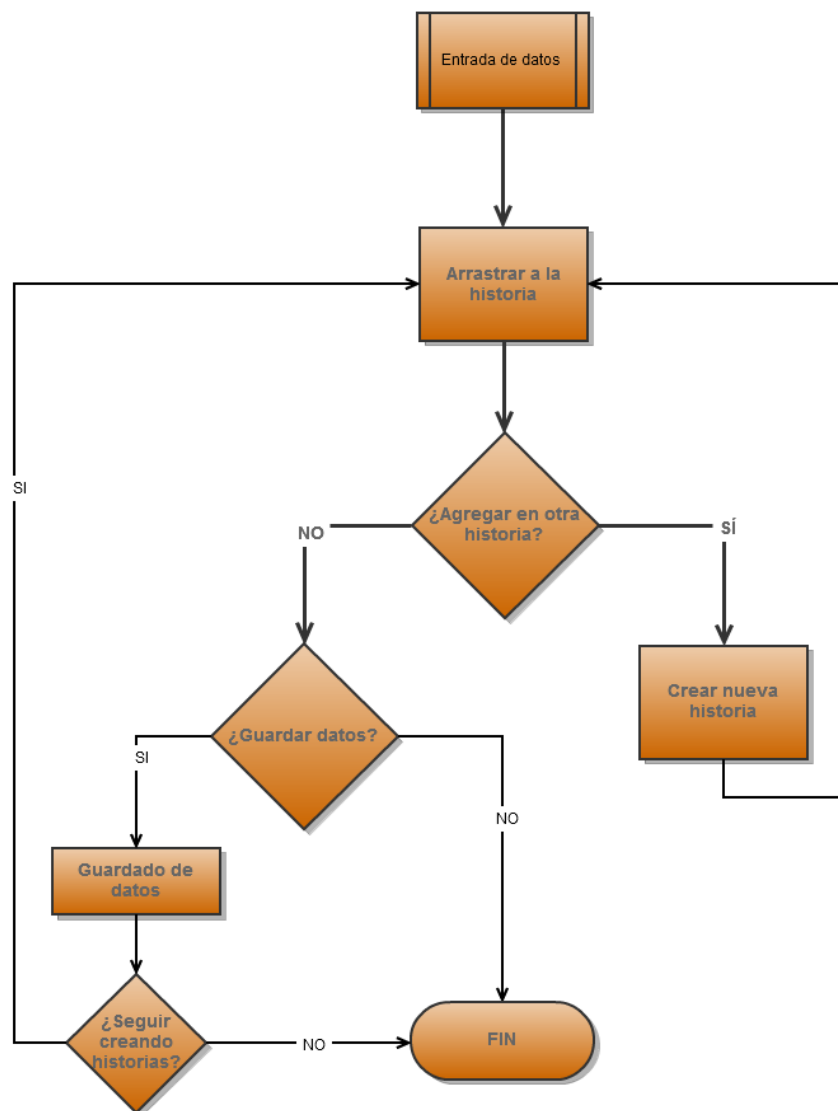 Entrada de datos
Arrastrar a la
historia
SI
¿Agregar en otra
historia?
NO
SÍ
Crear nueva
historia
¿Guardar datos?
SI
NO
Guardado de
datos
¿Seguir
creando
historias?
NO
FIN